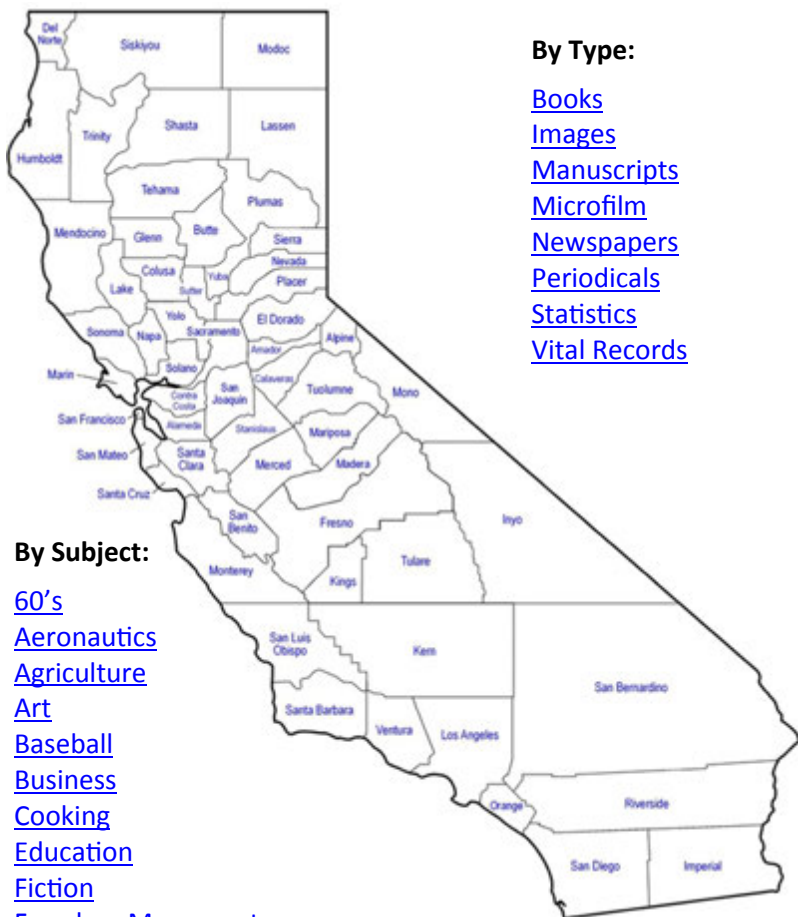 Del
Norte
Siskiyou
Modoc
Humboldt
Trinity
Shasta
Lassen
Tehama
Plumas
Mendocino
Glenn
Butte
Sierra
Nevada
Placer
Lake
Colusa
Sutter
Yuba
Sonoma
Napa
Yolo
Sacramento
El Dorado
Alpine
Amador
Solano
Calaveras
Marin
Contra
Costa
San
Joaquin
Tuolumne
Mono
San Francisco
Alameda
Stanislaus
Mariposa
San Mateo
Santa
Clara
Merced
Madera
Santa Cruz
San
Benito
Fresno
Inyo
Monterey
Kings
Tulare
San Luis
Obispo
Kern
San Bernardino
Santa Barbara
Ventura
Los Angeles
Orange
Riverside
San Diego
Imperial
By Type:
Books
Images
Manuscripts
Microfilm
Newspapers
Periodicals
Statistics
Vital Records
By Subject:
60's
Aeronautics
Agriculture
Art
Baseball
Business
Cooking
Education
Fiction